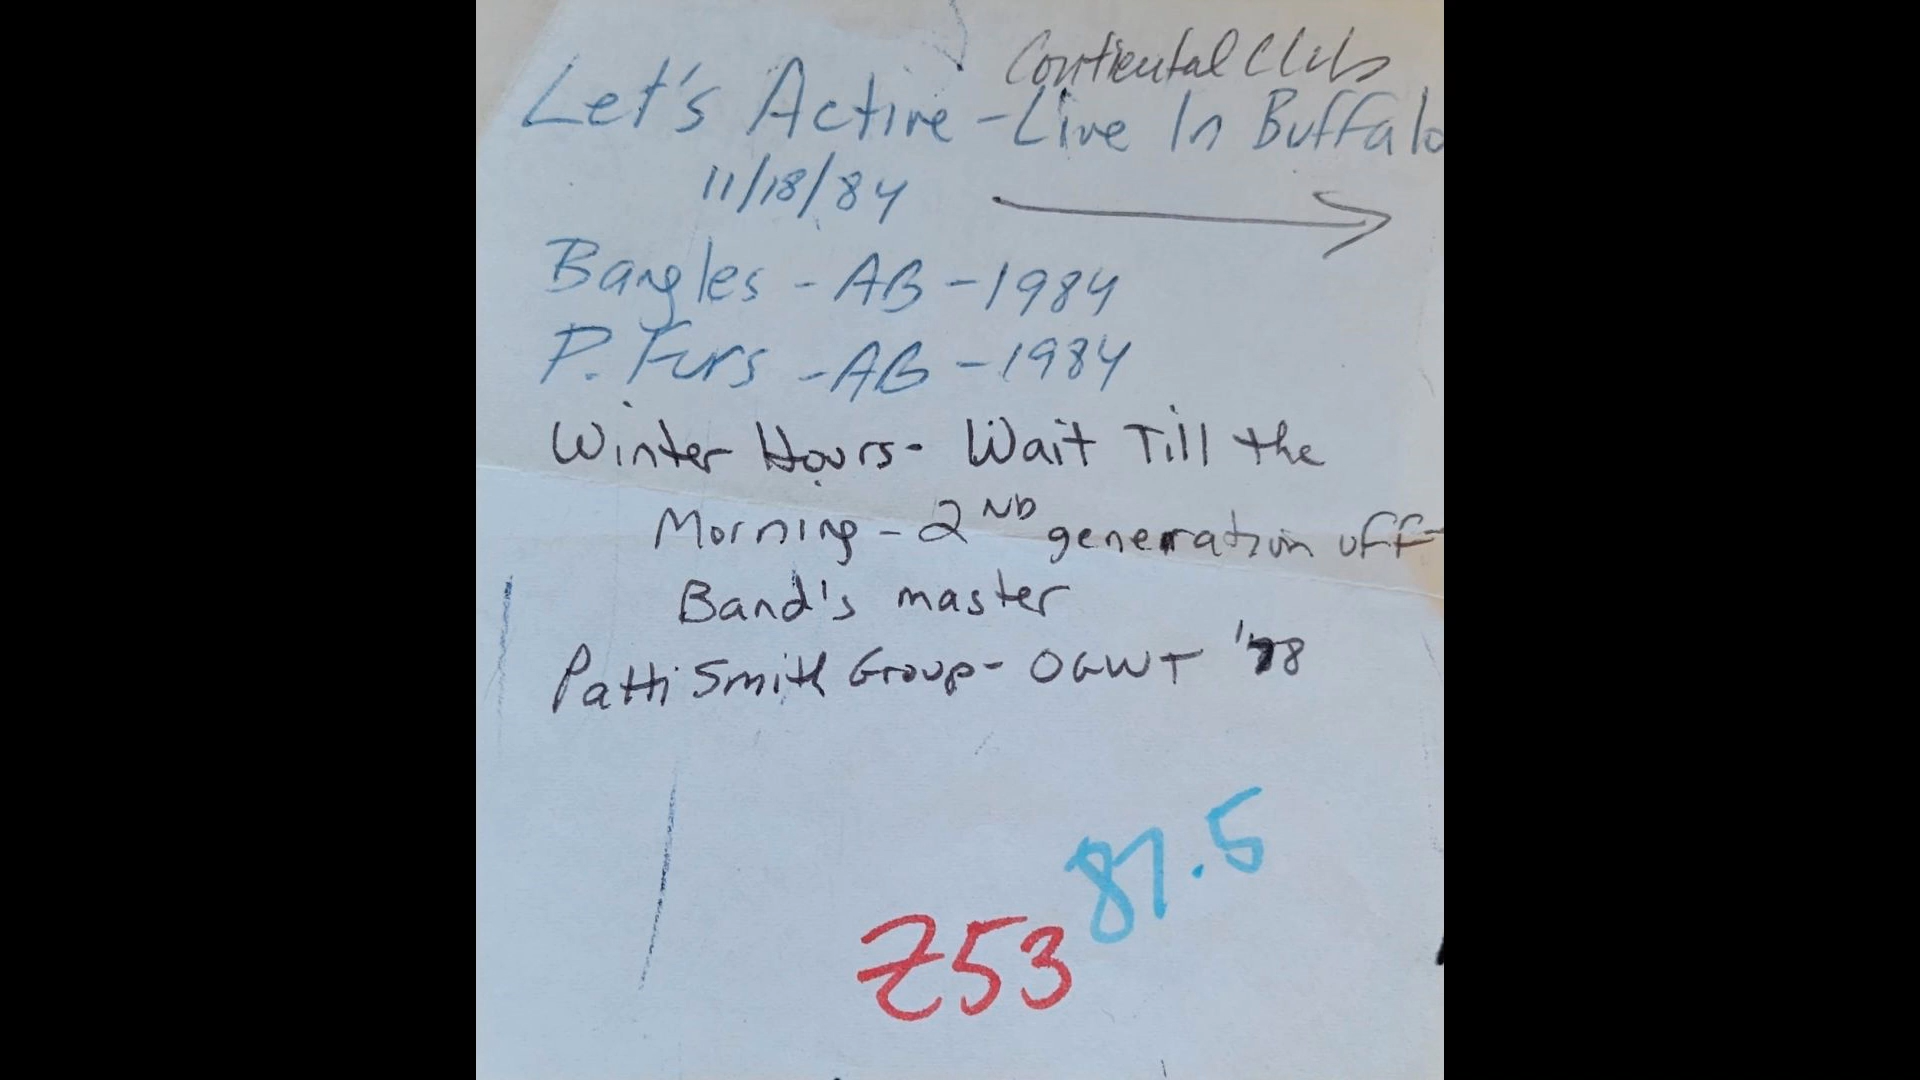 Contiental Club
Let's Active - Live In Buffalo
11/18/84
Bangles - AB - 1984
P. Furs - AB - 1984
Winter Hours - Wait Till the
Morning - 2ND generation off
Band's master
Patti Smith Group - OGWT '78
87.5
Z53